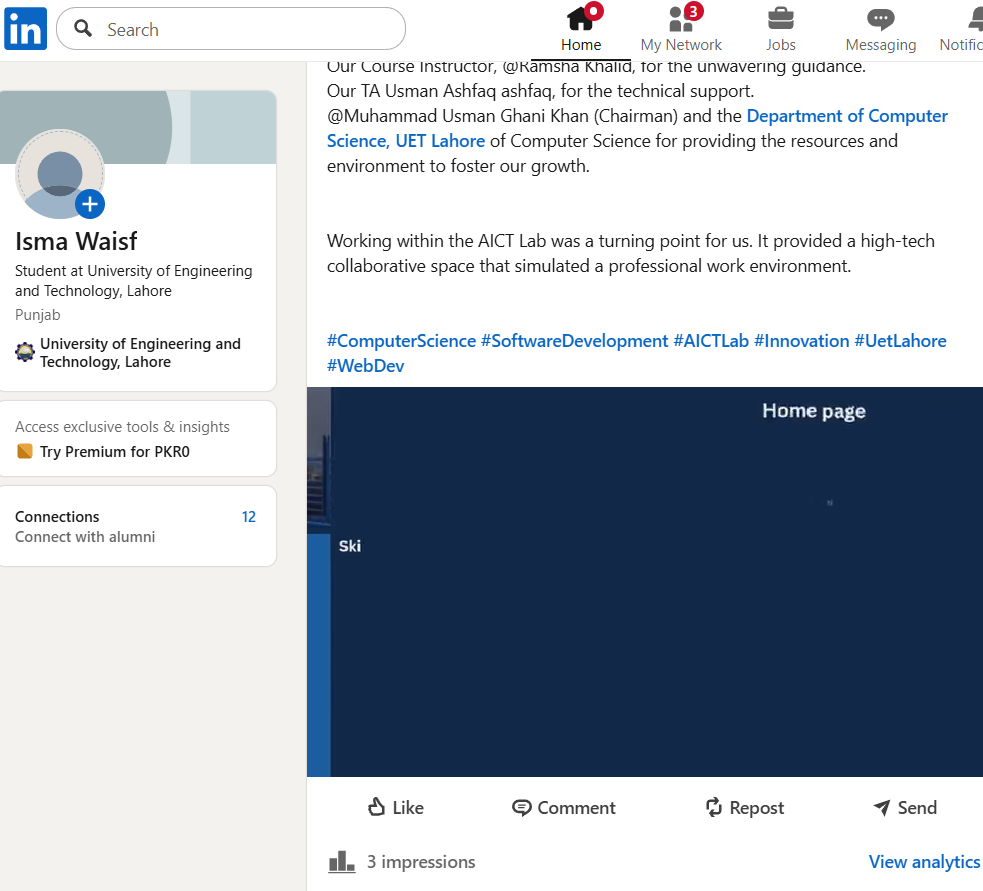 in
Search
3
Home
My Network
Jobs
Messaging
Notific
Our Course Instructor, @Ramsha Khalid, for the unwavering guidance.
Our TA Usman Ashfaq ashfaq, for the technical support.
@Muhammad Usman Ghani Khan (Chairman) and the Department of Computer
Science, UET Lahore of Computer Science for providing the resources and
environment to foster our growth.
Working within the AICT Lab was a turning point for us. It provided a high-tech
collaborative space that simulated a professional work environment.
#ComputerScience #SoftwareDevelopment #AICTLab #Innovation #UetLahore
#WebDev
Isma Waisf
Student at University of Engineering
and Technology, Lahore
Punjab
University of Engineering and
Technology, Lahore
Access exclusive tools & insights
Try Premium for PKR0
Connections
12
Connect with alumni
Home page
Ski
Like
Comment
Repost
Send
3 impressions
View analytics